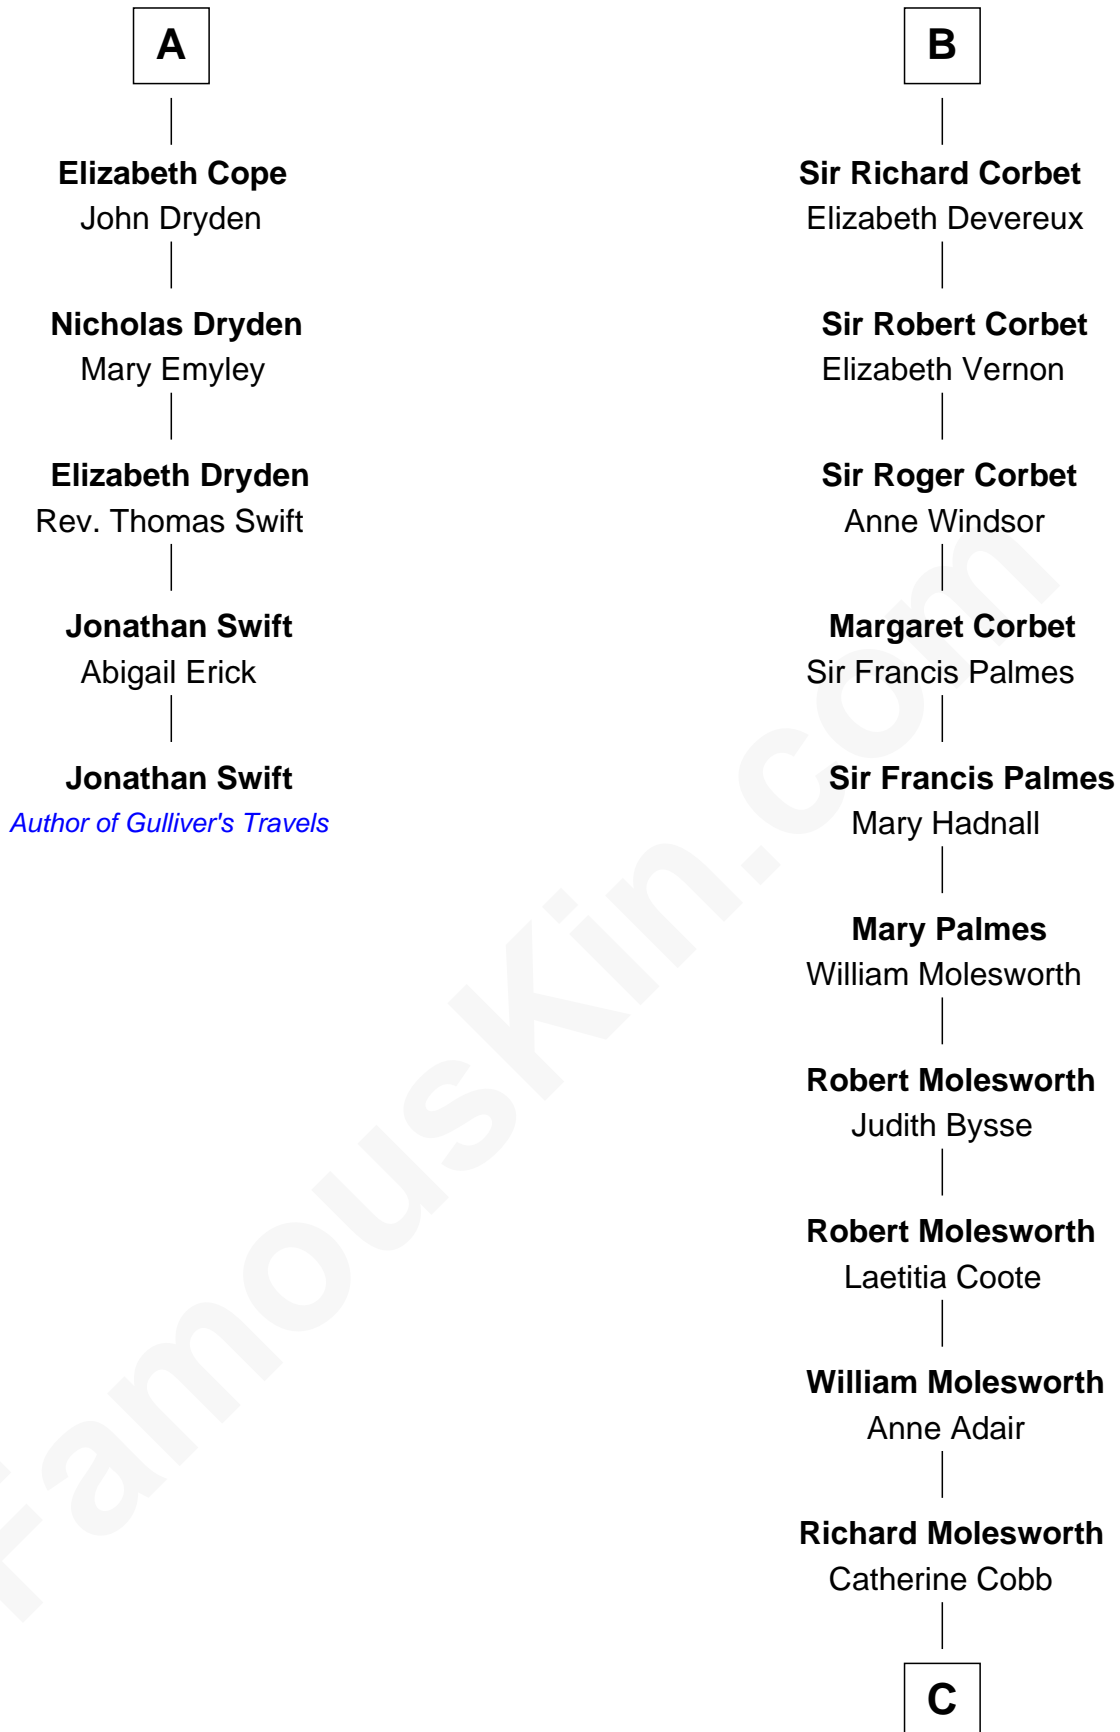 A
Elizabeth Cope
John Dryden
Nicholas Dryden
Mary Emyley
Elizabeth Dryden
Rev. Thomas Swift
Jonathan Swift
Abigail Erick
Jonathan Swift
Author of Gulliver's Travels
B
Sir Richard Corbet
Elizabeth Devereux
Sir Robert Corbet
Elizabeth Vernon
Sir Roger Corbet
Anne Windsor
Margaret Corbet
Sir Francis Palmes
Sir Francis Palmes
Mary Hadnall
Mary Palmes
William Molesworth
Robert Molesworth
Judith Bysse
Robert Molesworth
Laetitia Coote
William Molesworth
Anne Adair
Richard Molesworth
Catherine Cobb
C
FamousKin.com